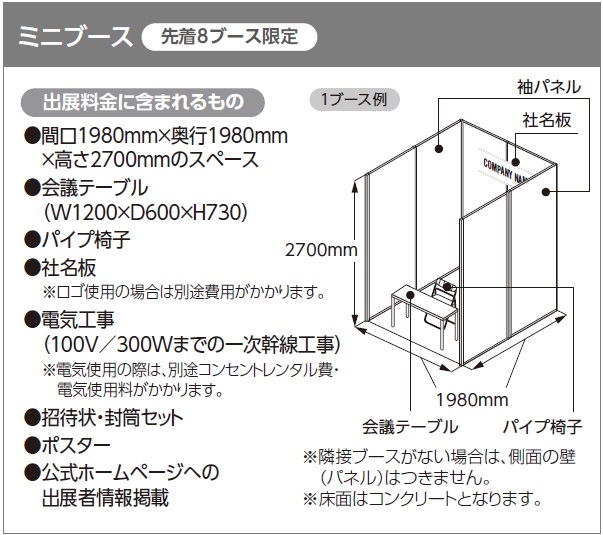 ミニブース 先着8ブース限定
出展料金に含まれるもの
●間口1980mm×奥行1980mm
×高さ2700mmのスペース
●会議テーブル
（W1200×D600×H730）
●パイプ椅子
●社名板
※ロゴ使用の場合は別途費用がかかります。
●電気工事
（100V／300Wまでの一次幹線工事）
※電気使用の際は、別途コンセントレンタル費・
電気使用料がかかります。
●招待状・封筒セット
●ポスター
●公式ホームページへの
出展者情報掲載
1ブース例
袖パネル
社名板
COMPANY NAM
2700mm
1980mm
会議テーブル
パイプ椅子
※隣接ブースがない場合は、側面の壁
（パネル）はつきません。
※床面はコンクリートとなります。